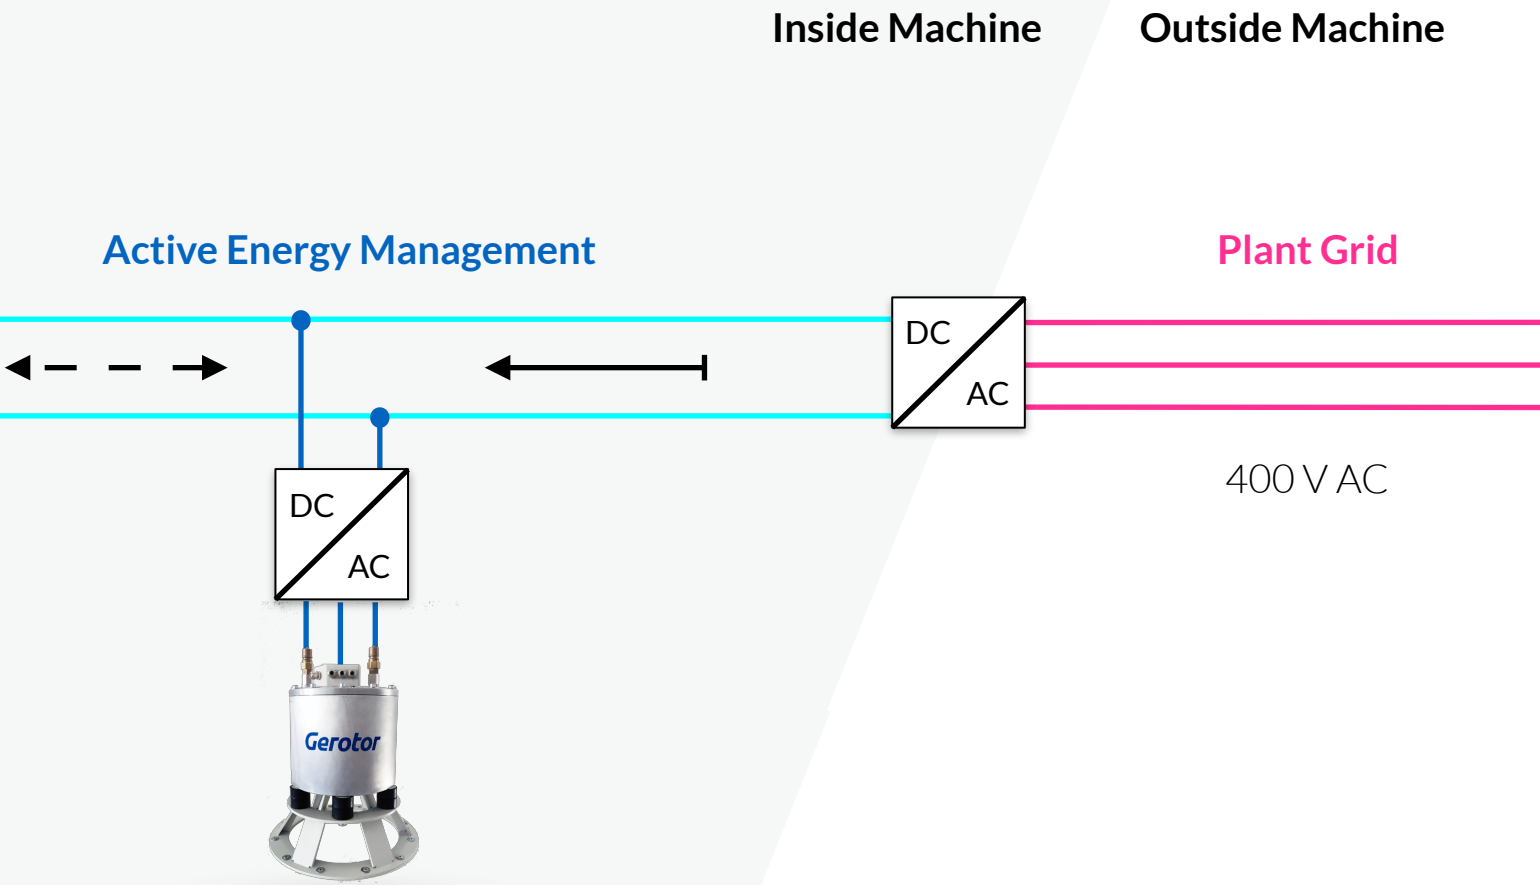 Inside Machine
Outside Machine
Active Energy Management
Plant Grid
DC
AC
400 V AC
DC
AC
Gerotor